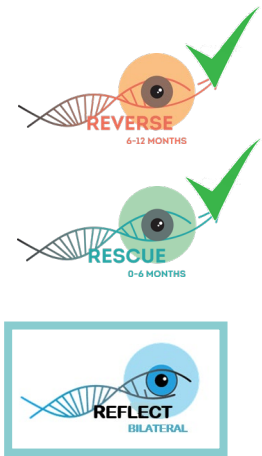 REVERSE
6-12 MONTHS
RESCUE
0-6 MONTHS
REFLECT
BILATERAL